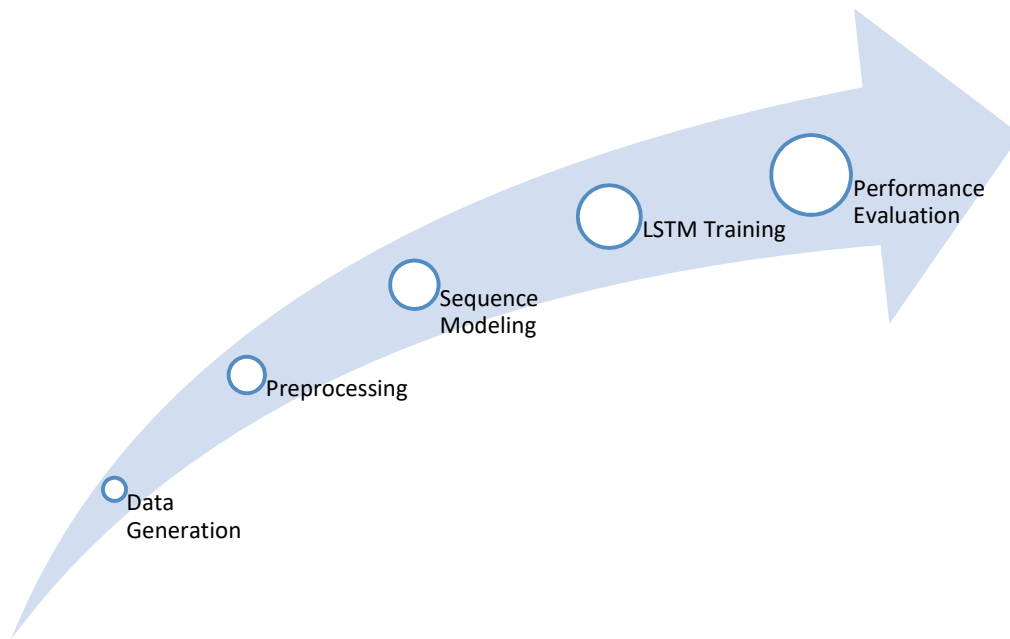 Data
Generation
Preprocessing
Sequence
Modeling
LSTM Training
Performance
Evaluation